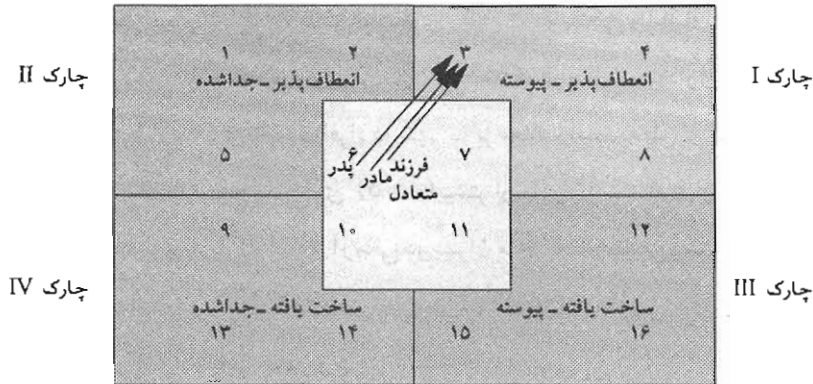 ۴ ۳ ۲ ۱
چارک I انعطاف‌پذیر ـ پیوسته انعطاف‌پذیر ـ جداشده چارک II
۸ ۷ ۶ ۵
فرزند مادر پدر
متعادل
۱۲ ۱۱ ۱۰ ۹
چارک III چارک IV
ساخت یافته ـ پیوسته ساخت یافته ـ جداشده
۱۶ ۱۵ ۱۴ ۱۳